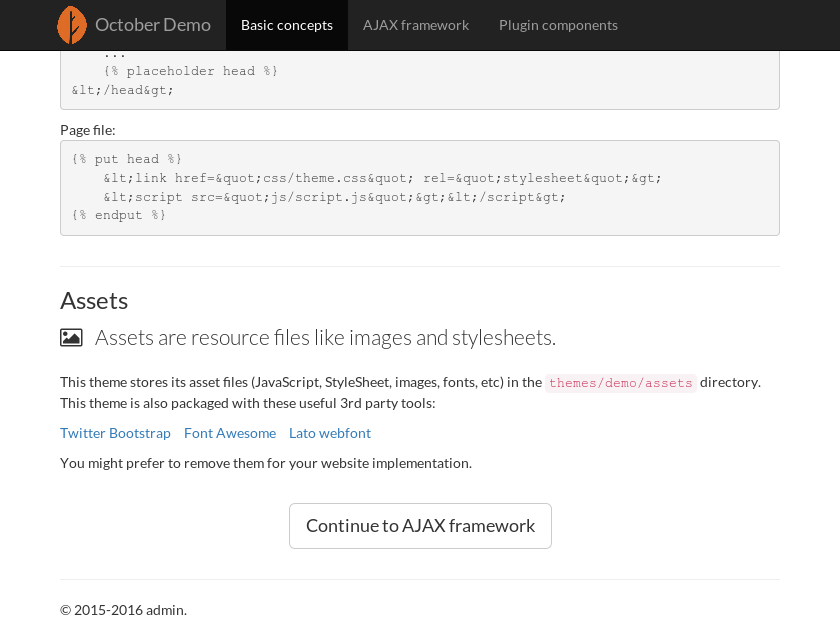 October Demo Basic concepts AJAX framework Plugin components
...
{% placeholder head %}
&lt;/head&gt;
Page file:
{% put head %}
&lt;link href=&quot;css/theme.css&quot; rel=&quot;stylesheet&quot;&gt;
&lt;script src=&quot;js/script.js&quot;&gt;&lt;/script&gt;
{% endput %}
Assets
Assets are resource files like images and stylesheets.
This theme stores its asset files (JavaScript, StyleSheet, images, fonts, etc) in the themes/demo/assets directory.
This theme is also packaged with these useful 3rd party tools:
Twitter Bootstrap Font Awesome Lato webfont
You might prefer to remove them for your website implementation.
Continue to AJAX framework
© 2015-2016 admin.